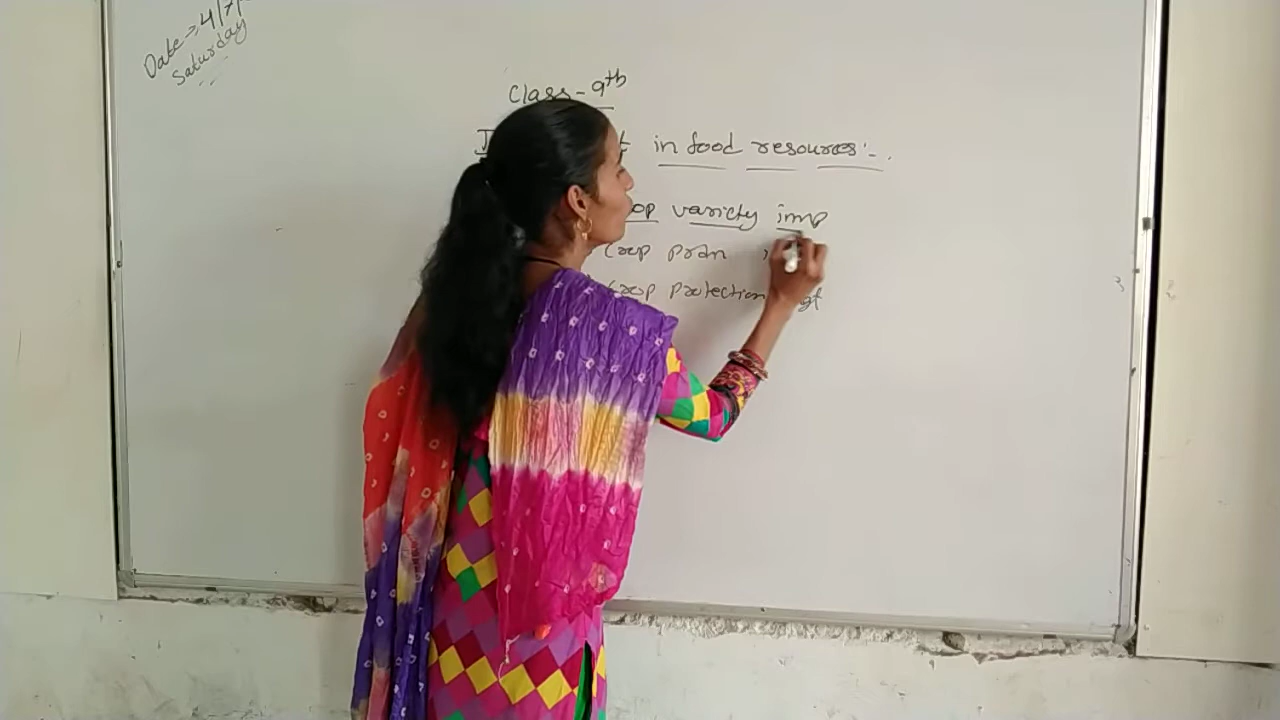 Date → 4/7/
Saturday
Class - 9th
in food resources :-
variety imp
Crop prdn
Crop protection